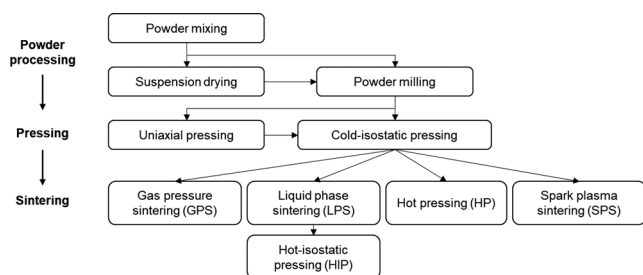 Powder mixing
Powder
processing
Suspension drying
Powder milling
Pressing
Uniaxial pressing
Cold-isostatic pressing
Sintering
Gas pressure
sintering (GPS)
Liquid phase
sintering (LPS)
Hot pressing (HP)
Spark plasma
sintering (SPS)
Hot-isostatic
pressing (HIP)